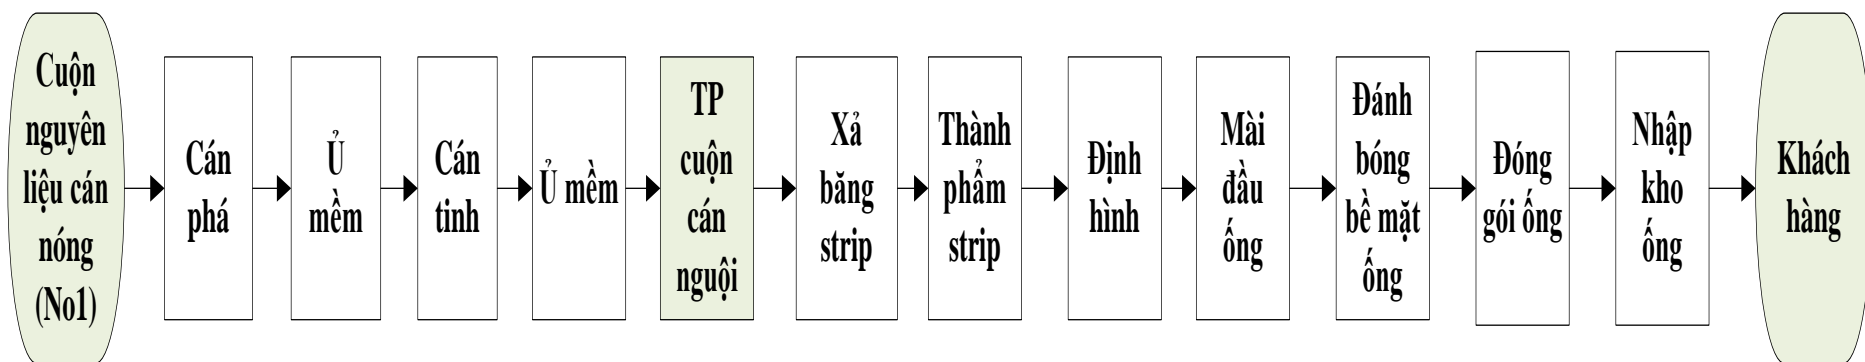 Cuộn
nguyên
liệu cán
nóng
(No1)
Cán
phá
Ủ
mềm
Cán
tinh
Ủ mềm
TP
cuộn
cán
nguội
Xả
băng
strip
Thành
phẩm
strip
Định
hình
Mài
đầu
ống
Đánh
bóng
bề mặt
ống
Đóng
gói ống
Nhập
kho
ống
Khách
hàng